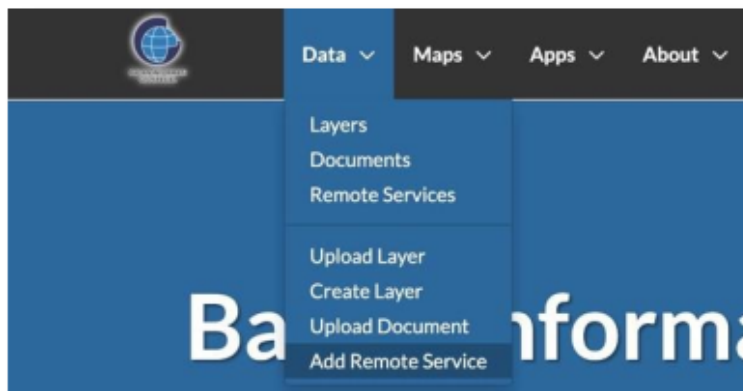 Data Maps Apps About
Layers
Documents
Remote Services
Upload Layer
Create Layer
Upload Document
Add Remote Service
Ba nforma